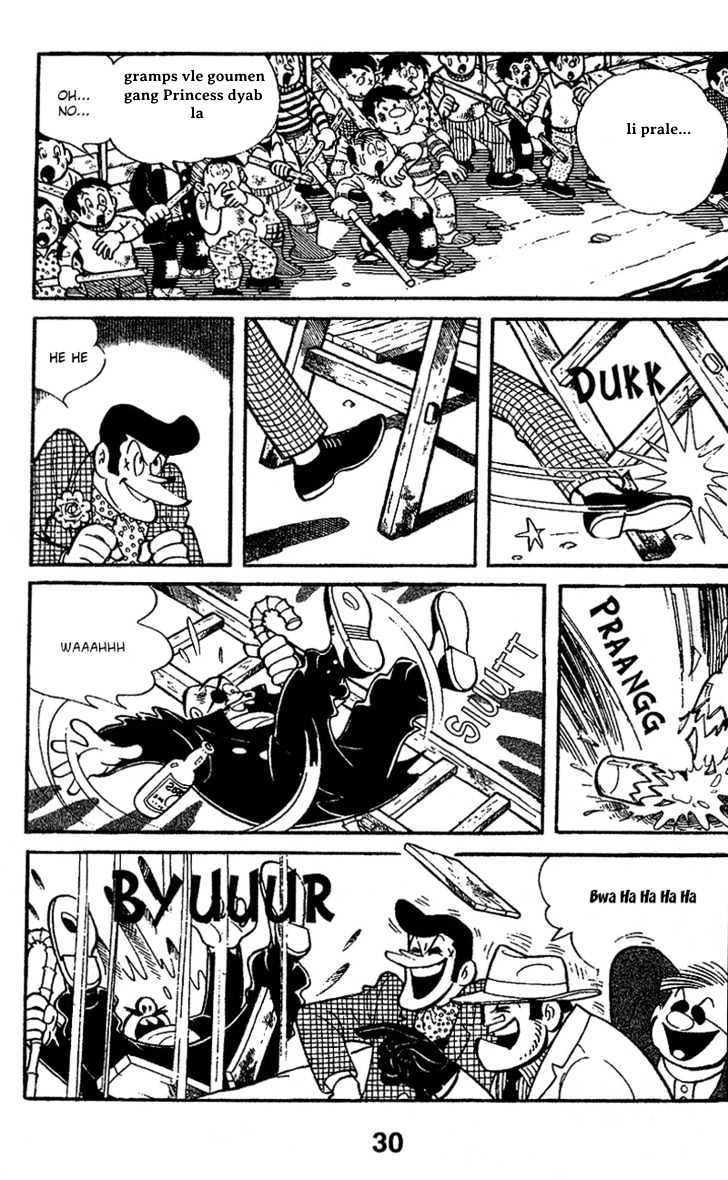 OH...
NO...
gramps vle goumen
gang Princess dyab
la
li prale...
HE HE
DUKK
WAAAHHH
SIUUTT
PRAANGG
BYUUUR
Bwa Ha Ha Ha Ha
30